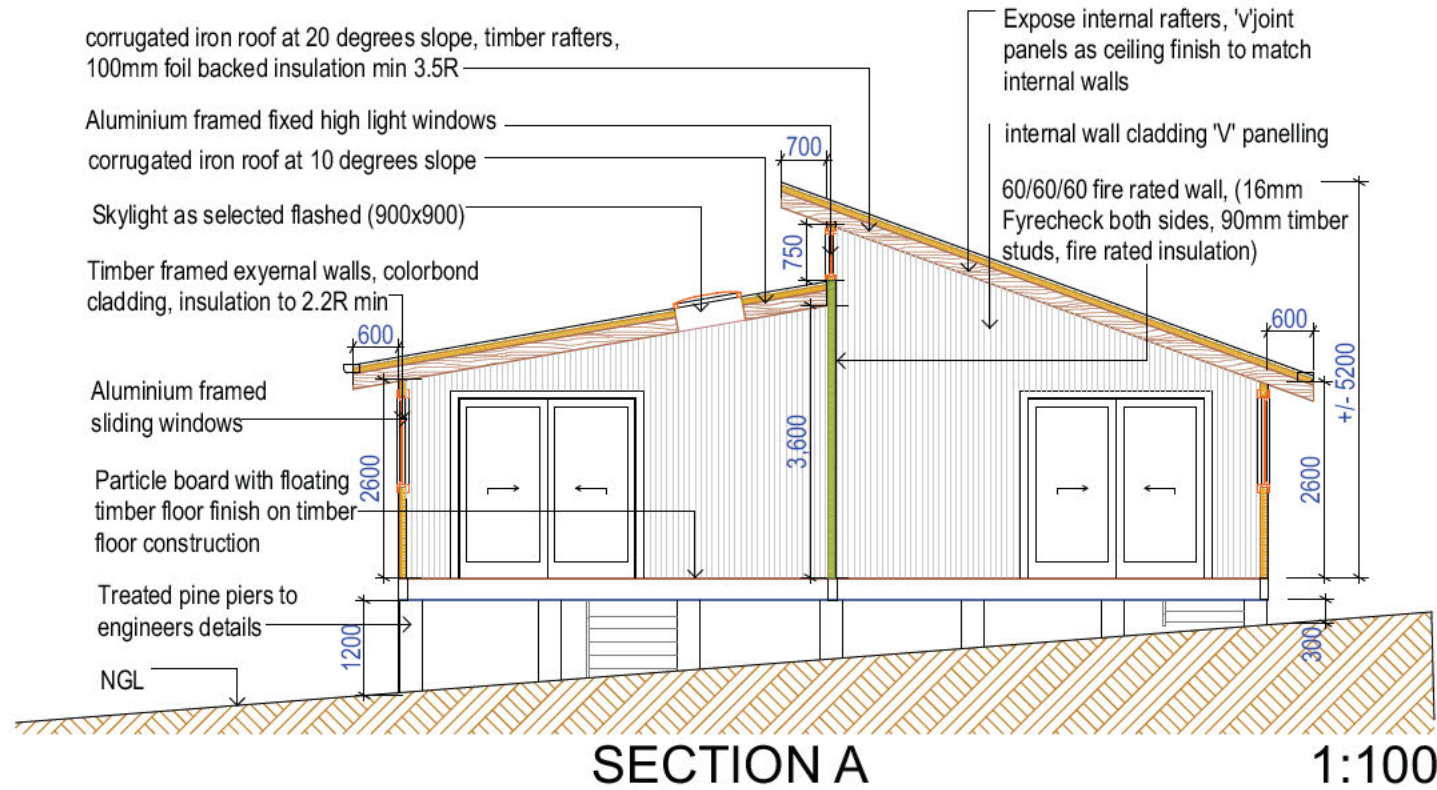 corrugated iron roof at 20 degrees slope, timber rafters,
100mm foil backed insulation min 3.5R
Aluminium framed fixed high light windows
corrugated iron roof at 10 degrees slope
Skylight as selected flashed (900x900)
Timber framed exyernal walls, colorbond
cladding, insulation to 2.2R min
Aluminium framed
sliding windows
Particle board with floating
timber floor finish on timber
floor construction
Treated pine piers to
engineers details
NGL
Expose internal rafters, 'v'joint
panels as ceiling finish to match
internal walls
internal wall cladding 'V' panelling
60/60/60 fire rated wall, (16mm
Fyrecheck both sides, 90mm timber
studs, fire rated insulation)
700
750
600
600
2600
3,600
2600
+/- 5200
1200
300
SECTION A
1:100